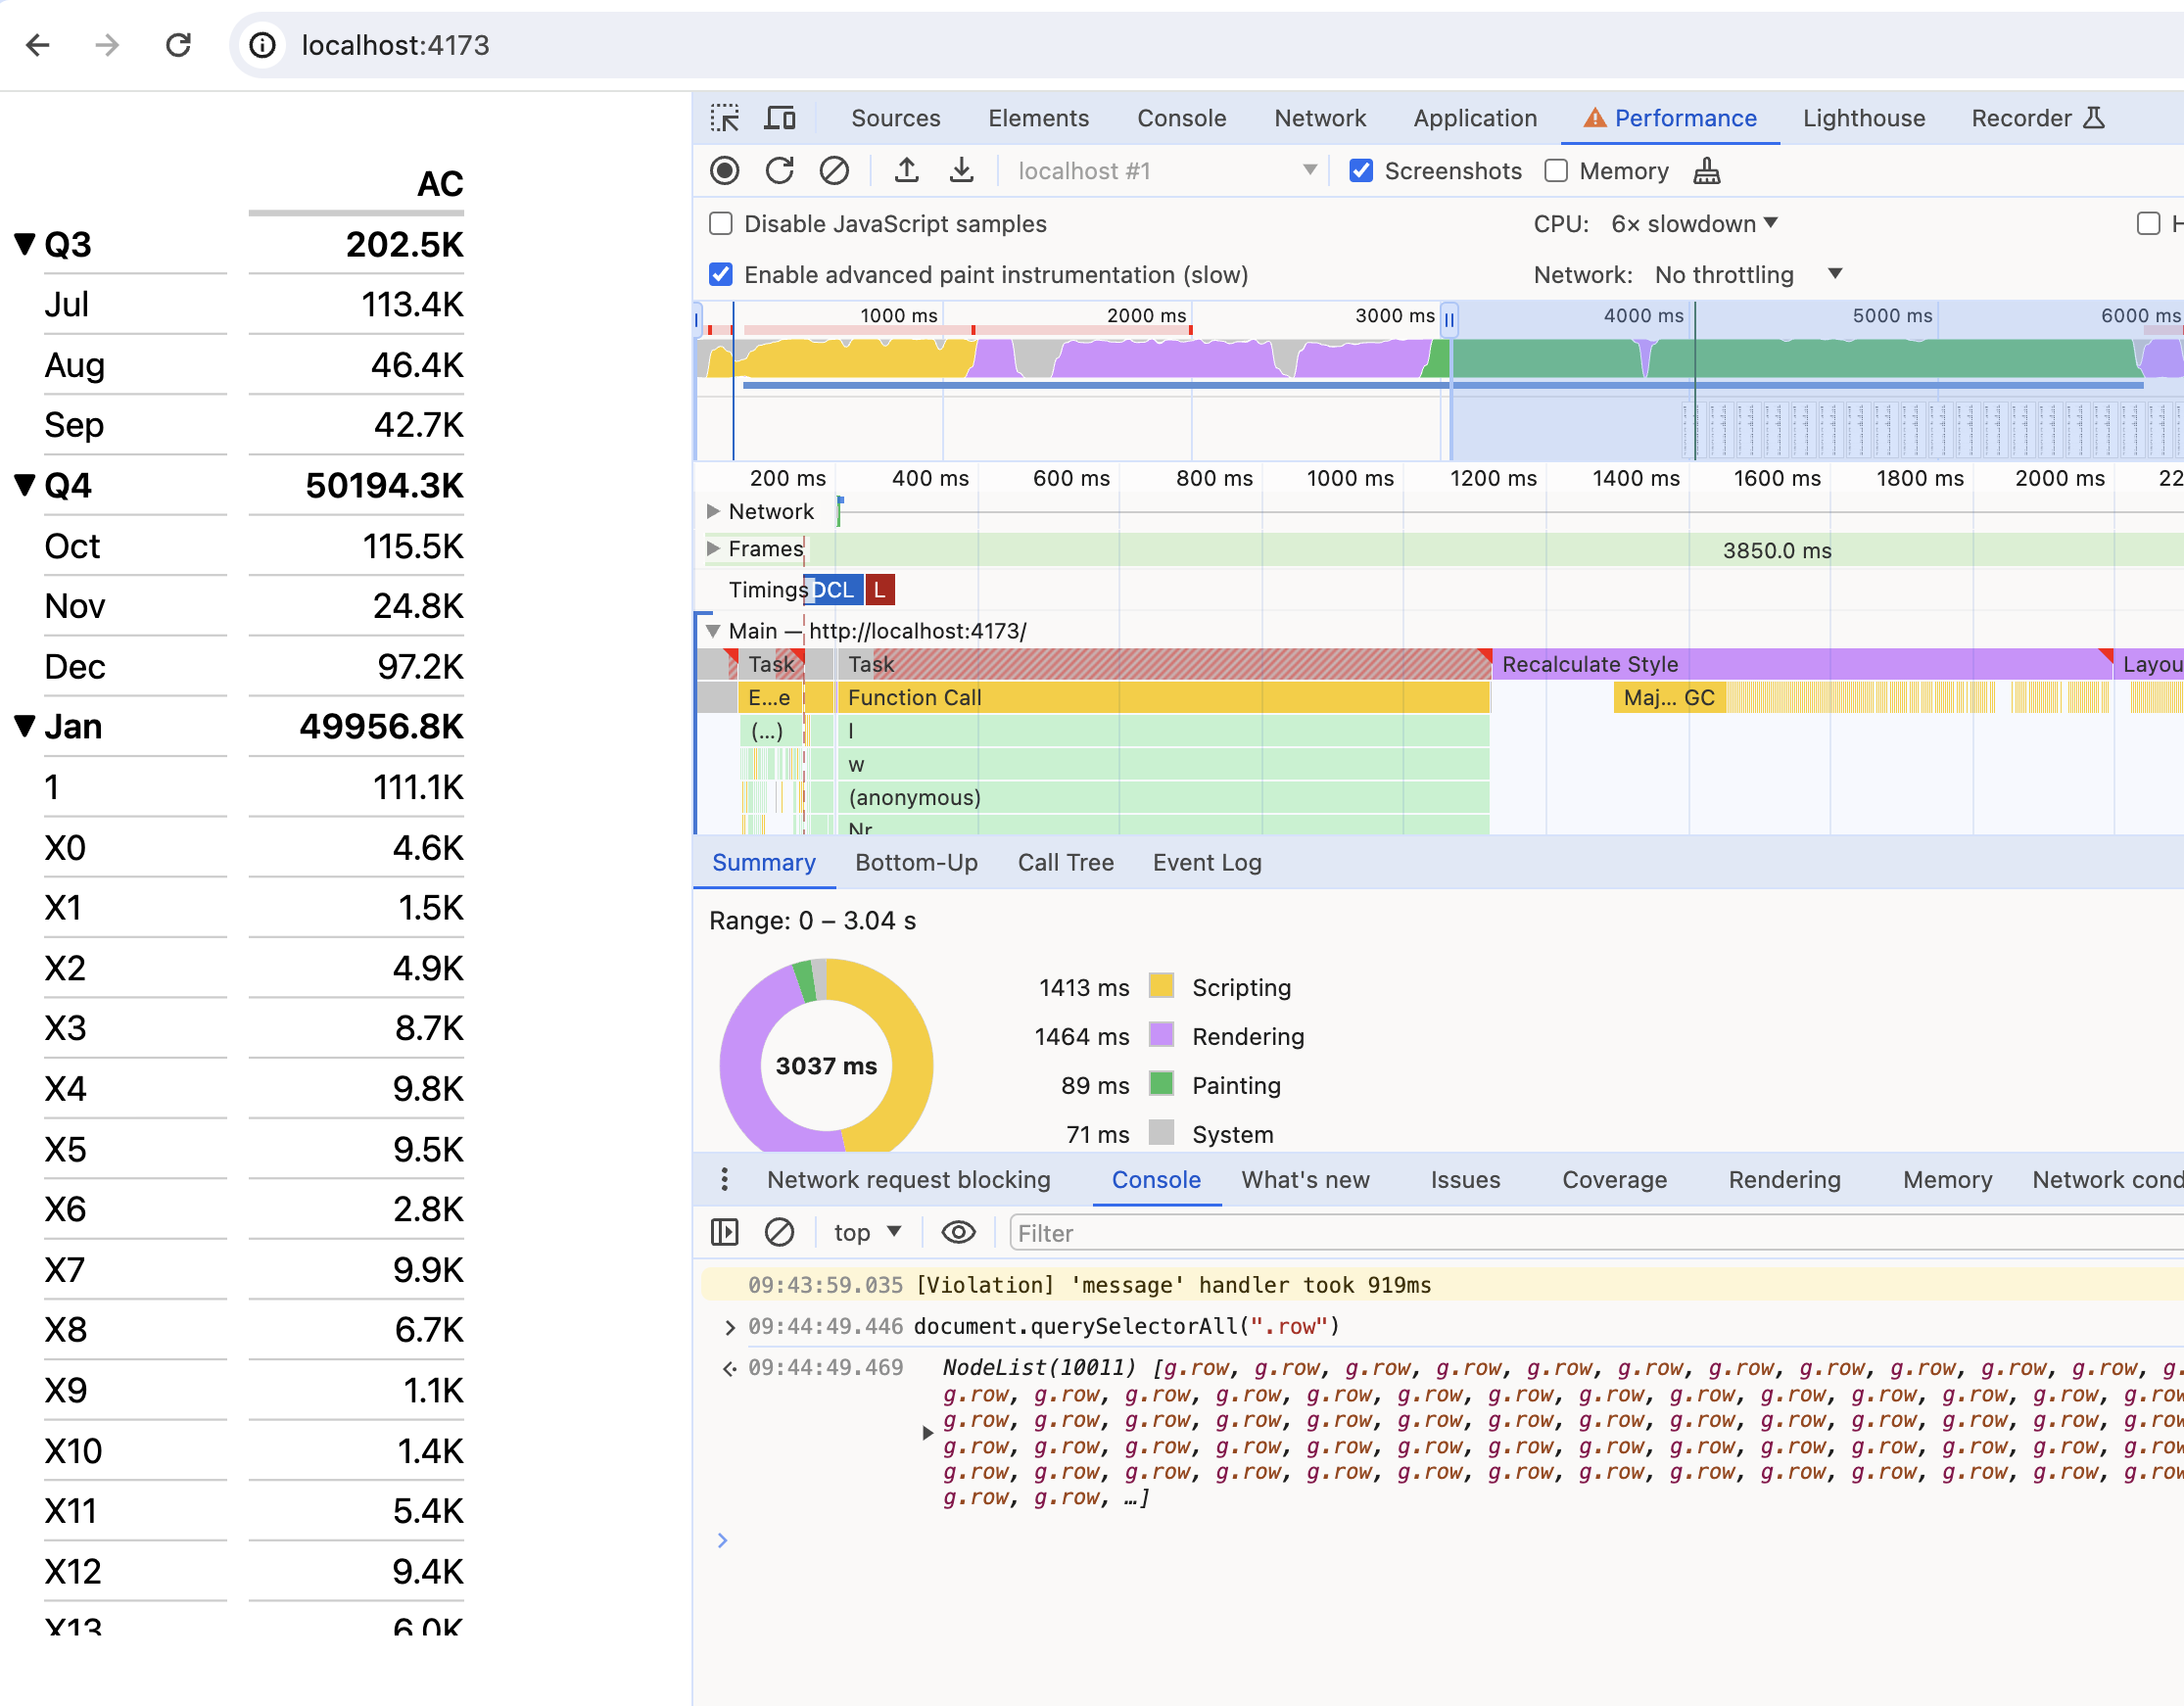 localhost:4173
AC
Q3 202.5K
Jul 113.4K
Aug 46.4K
Sep 42.7K
Q4 50194.3K
Oct 115.5K
Nov 24.8K
Dec 97.2K
Jan 49956.8K
1 111.1K
X0 4.6K
X1 1.5K
X2 4.9K
X3 8.7K
X4 9.8K
X5 9.5K
X6 2.8K
X7 9.9K
X8 6.7K
X9 1.1K
X10 1.4K
X11 5.4K
X12 9.4K
X13 6.0K
Sources Elements Console Network Application Performance Lighthouse Recorder
localhost #1 Screenshots Memory
Disable JavaScript samples CPU: 6× slowdown H
Enable advanced paint instrumentation (slow) Network: No throttling
1000 ms 2000 ms 3000 ms 4000 ms 5000 ms 6000 ms
200 ms 400 ms 600 ms 800 ms 1000 ms 1200 ms 1400 ms 1600 ms 1800 ms 2000 ms 22
Network
Frames 3850.0 ms
Timings DCL L
Main — http://localhost:4173/
Task Task Recalculate Style Layou
E...e Function Call Maj... GC
(...) l
w
(anonymous)
Nr
Summary Bottom-Up Call Tree Event Log
Range: 0 – 3.04 s
3037 ms
1413 ms Scripting
1464 ms Rendering
89 ms Painting
71 ms System
Network request blocking Console What's new Issues Coverage Rendering Memory Network cond
top Filter
09:43:59.035 [Violation] 'message' handler took 919ms
09:44:49.446 document.querySelectorAll(".row")
09:44:49.469 NodeList(10011) [g.row, g.row, g.row, g.row, g.row, g.row, g.row, g.row, g.row, g.row, g.row, g.
g.row, g.row, g.row, g.row, g.row, g.row, g.row, g.row, g.row, g.row, g.row, g.row, g.row, g.row
g.row, g.row, g.row, g.row, g.row, g.row, g.row, g.row, g.row, g.row, g.row, g.row, g.row, g.row
g.row, g.row, g.row, g.row, g.row, g.row, g.row, g.row, g.row, g.row, g.row, g.row, g.row, g.row
g.row, g.row, g.row, g.row, g.row, g.row, g.row, g.row, g.row, g.row, g.row, g.row, g.row, g.row
g.row, g.row, …]